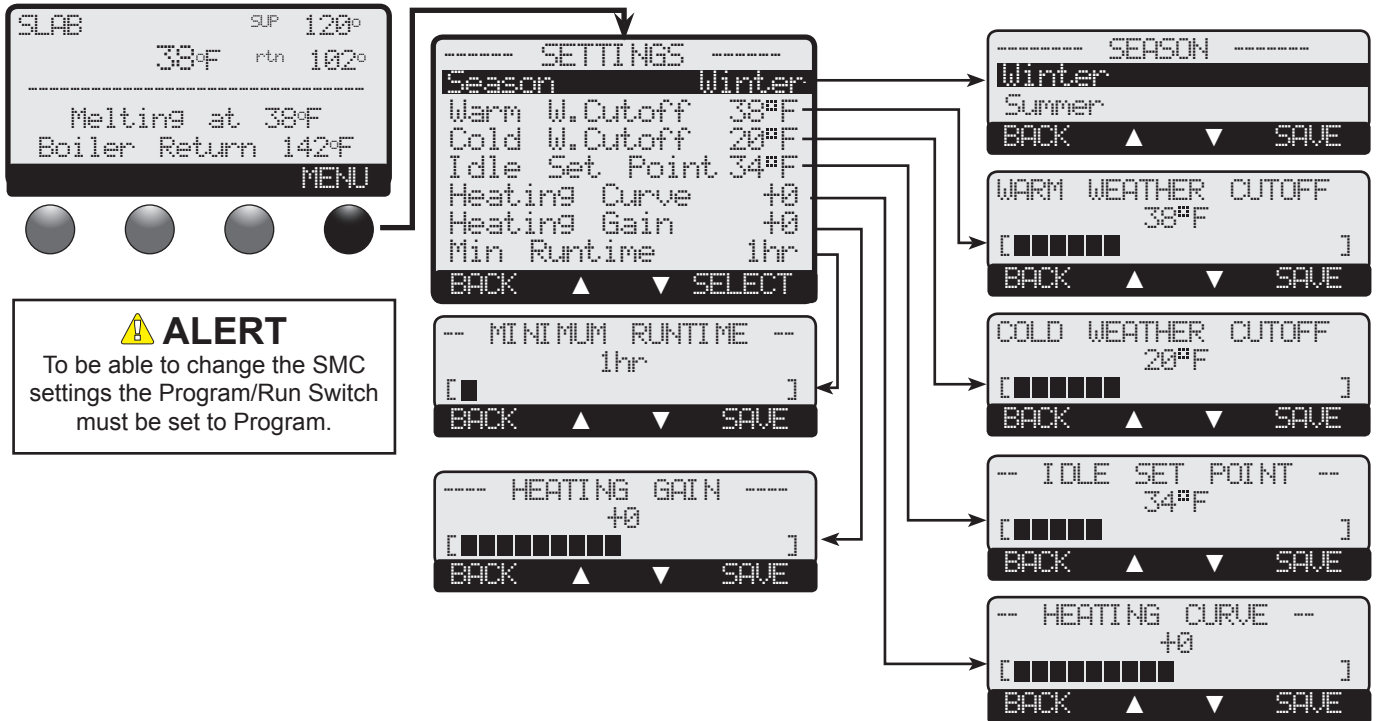 SLAB SUP 120°
38°F rtn 102°
Melting at 38°F
Boiler Return 142°F
MENU
⚠ ALERT
To be able to change the SMC
settings the Program/Run Switch
must be set to Program.
------ SETTINGS ------
Season Winter
Warm W.Cutoff 38°F
Cold W.Cutoff 20°F
Idle Set Point 34°F
Heating Curve +0
Heating Gain +0
Min Runtime 1hr
BACK ▲ ▼ SELECT
-- MINIMUM RUNTIME --
1hr
[ ]
BACK ▲ ▼ SAVE
---- HEATING GAIN ----
+0
[ ]
BACK ▲ ▼ SAVE
-------- SEASON -------
Winter
Summer
BACK ▲ ▼ SAVE
WARM WEATHER CUTOFF
38°F
[ ]
BACK ▲ ▼ SAVE
COLD WEATHER CUTOFF
20°F
[ ]
BACK ▲ ▼ SAVE
-- IDLE SET POINT --
34°F
[ ]
BACK ▲ ▼ SAVE
-- HEATING CURVE --
+0
[ ]
BACK ▲ ▼ SAVE